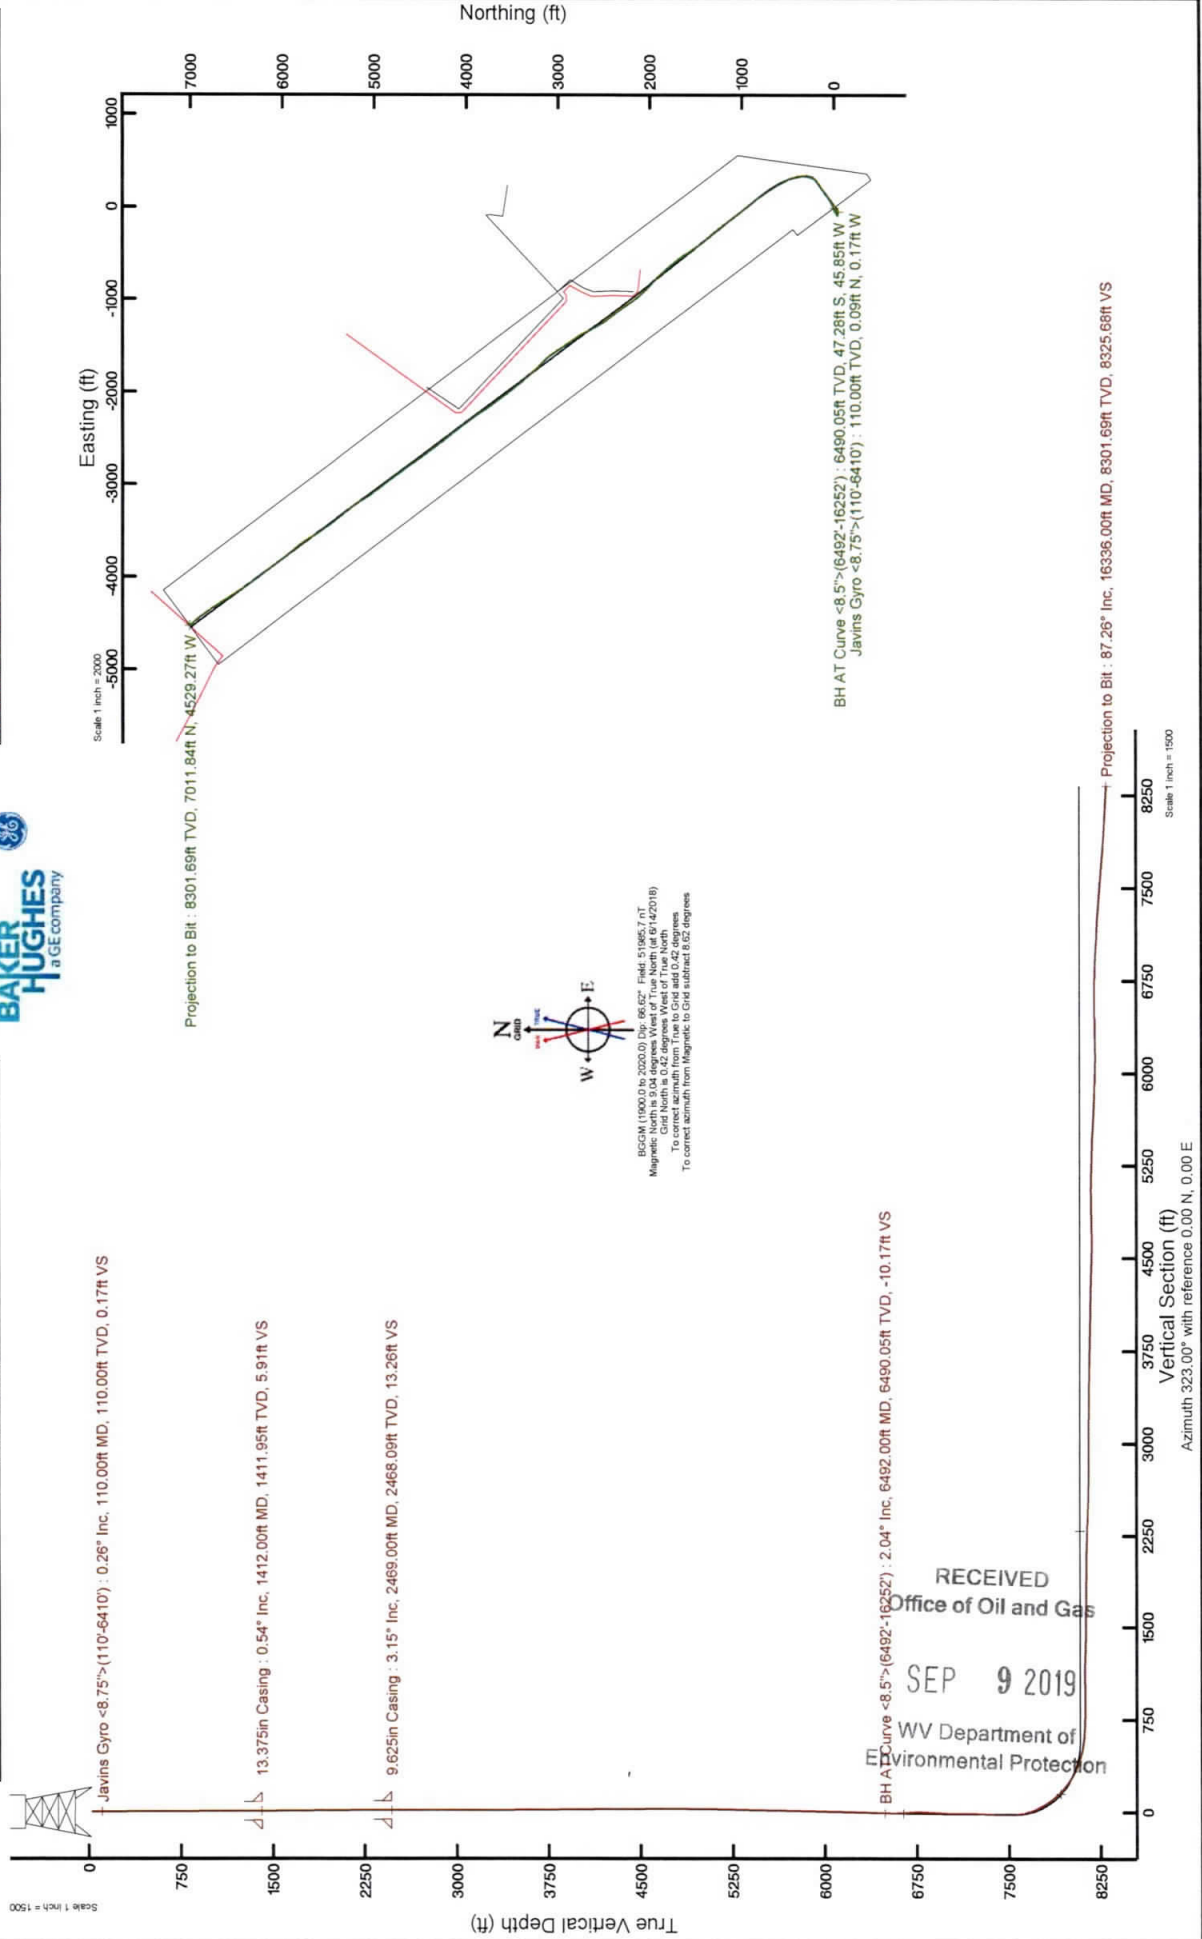 BAKER
HUGHES
a GE company
Northing (ft)
7000
6000
5000
4000
3000
2000
1000
0
Easting (ft)
Scale 1 inch = 2000
-5000
-4000
-3000
-2000
-1000
0
1000
Projection to Bit : 8301.69ft TVD, 7011.84ft N, 4529.27ft W
BH AT Curve <8.5">(6492'-16252') : 6490.05ft TVD, 47.28ft S, 45.85ft W
Javins Gyro <8.75">(110'-6410') : 110.00ft TVD, 0.09ft N, 0.17ft W
N
GRID
TRUE
W
E
BGGM (1900.0 to 2020.0) Dip: 66.62° Field: 51985.7 nT
Magnetic North is 9.04 degrees West of True North (at 6/14/2018)
Grid North is 0.42 degrees West of True North
To correct azimuth from True to Grid add 0.42 degrees
To correct azimuth from Magnetic to Grid subtract 8.62 degrees
Scale 1 inch = 1500
True Vertical Depth (ft)
0
750
1500
2250
3000
3750
4500
5250
6000
6750
7500
8250
Javins Gyro <8.75">(110'-6410') : 0.26° Inc, 110.00ft MD, 110.00ft TVD, 0.17ft VS
13.375in Casing : 0.54° Inc, 1412.00ft MD, 1411.95ft TVD, 5.91ft VS
9.625in Casing : 3.15° Inc, 2469.00ft MD, 2468.09ft TVD, 13.26ft VS
BH AT Curve <8.5">(6492'-16252') : 2.04° Inc, 6492.00ft MD, 6490.05ft TVD, -10.17ft VS
Projection to Bit : 87.26° Inc, 16336.00ft MD, 8301.69ft TVD, 8325.68ft VS
RECEIVED
Office of Oil and Gas
SEP 9 2019
WV Department of
Environmental Protection
0
750
1500
2250
3000
3750
4500
5250
6000
6750
7500
8250
Scale 1 inch = 1500
Vertical Section (ft)
Azimuth 323.00° with reference 0.00 N, 0.00 E